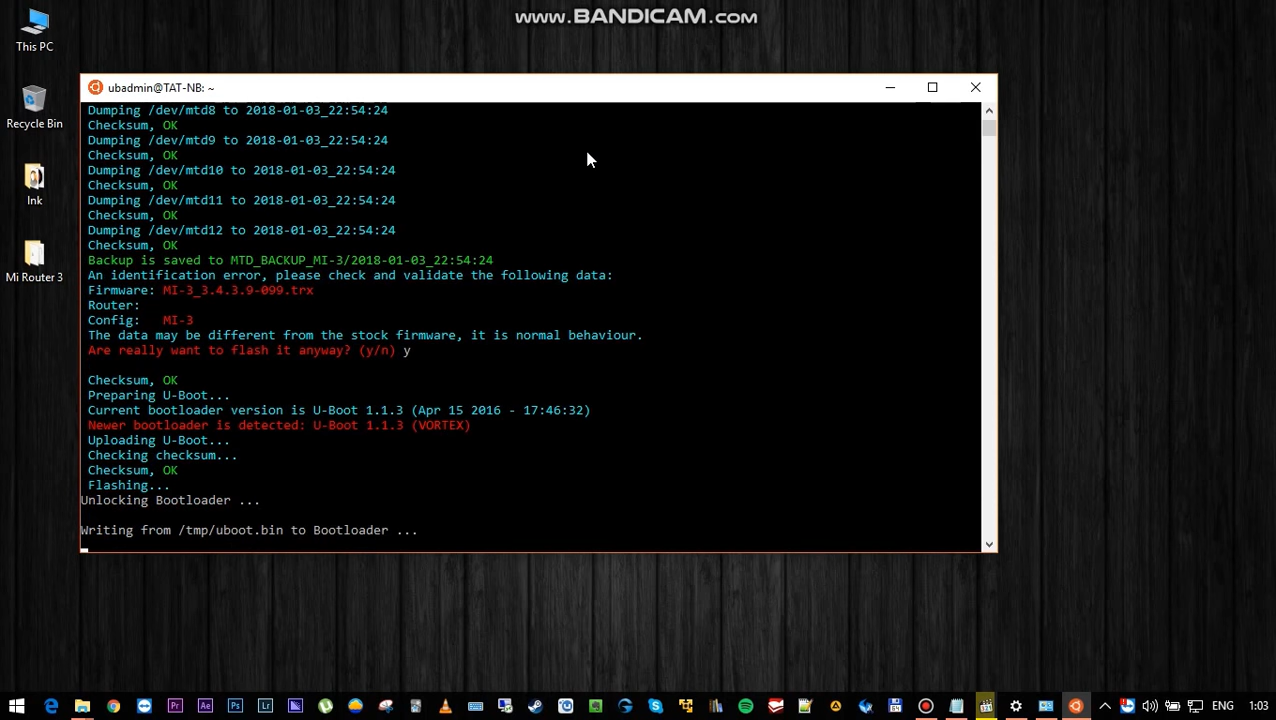 www.BANDICAM.com
This PC
Recycle Bin
Ink
Mi Router 3
ubadmin@TAT-NB: ~
Dumping /dev/mtd8 to 2018-01-03_22:54:24
Checksum, OK
Dumping /dev/mtd9 to 2018-01-03_22:54:24
Checksum, OK
Dumping /dev/mtd10 to 2018-01-03_22:54:24
Checksum, OK
Dumping /dev/mtd11 to 2018-01-03_22:54:24
Checksum, OK
Dumping /dev/mtd12 to 2018-01-03_22:54:24
Checksum, OK
Backup is saved to MTD_BACKUP_MI-3/2018-01-03_22:54:24
An identification error, please check and validate the following data:
Firmware: MI-3_3.4.3.9-099.trx
Router:
Config: MI-3
The data may be different from the stock firmware, it is normal behaviour.
Are really want to flash it anyway? (y/n) y
Checksum, OK
Preparing U-Boot...
Current bootloader version is U-Boot 1.1.3 (Apr 15 2016 - 17:46:32)
Newer bootloader is detected: U-Boot 1.1.3 (VORTEX)
Uploading U-Boot...
Checking checksum...
Checksum, OK
Flashing...
Unlocking Bootloader ...
Writing from /tmp/uboot.bin to Bootloader ...
Pr
Ae
Ps
Lr
ENG
1:03